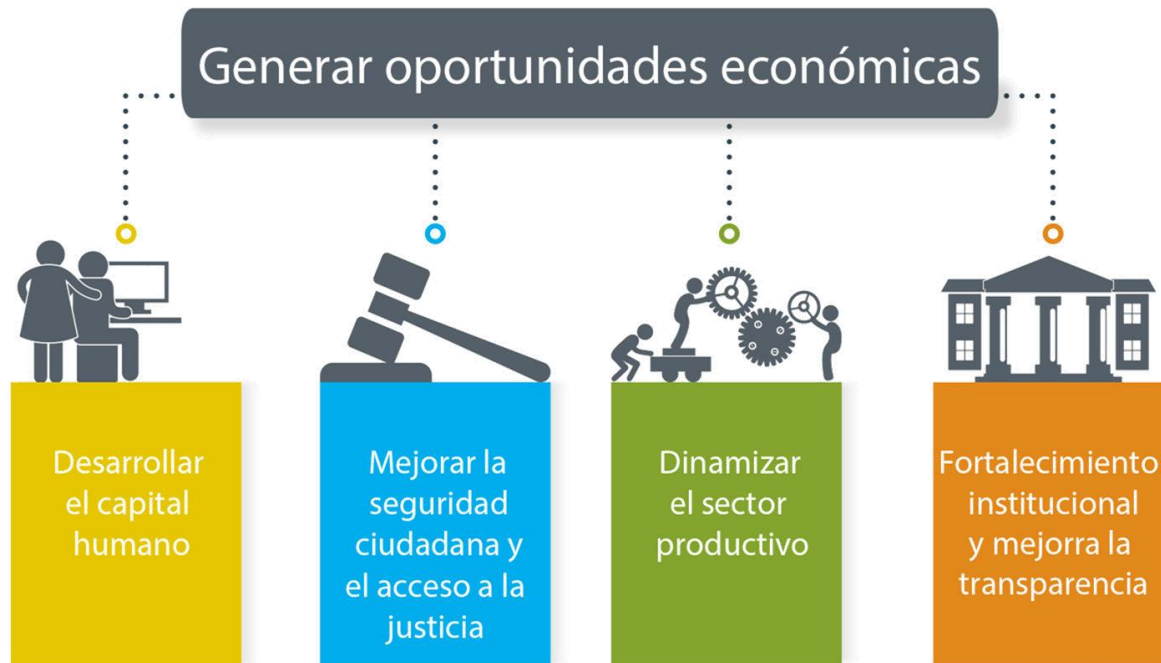 Generar oportunidades económicas
Desarrollar
el capital
humano
Mejorar la
seguridad
ciudadana y
el acceso a la
justicia
Dinamizar
el sector
productivo
Fortalecimiento
institucional
y mejorra la
transparencia